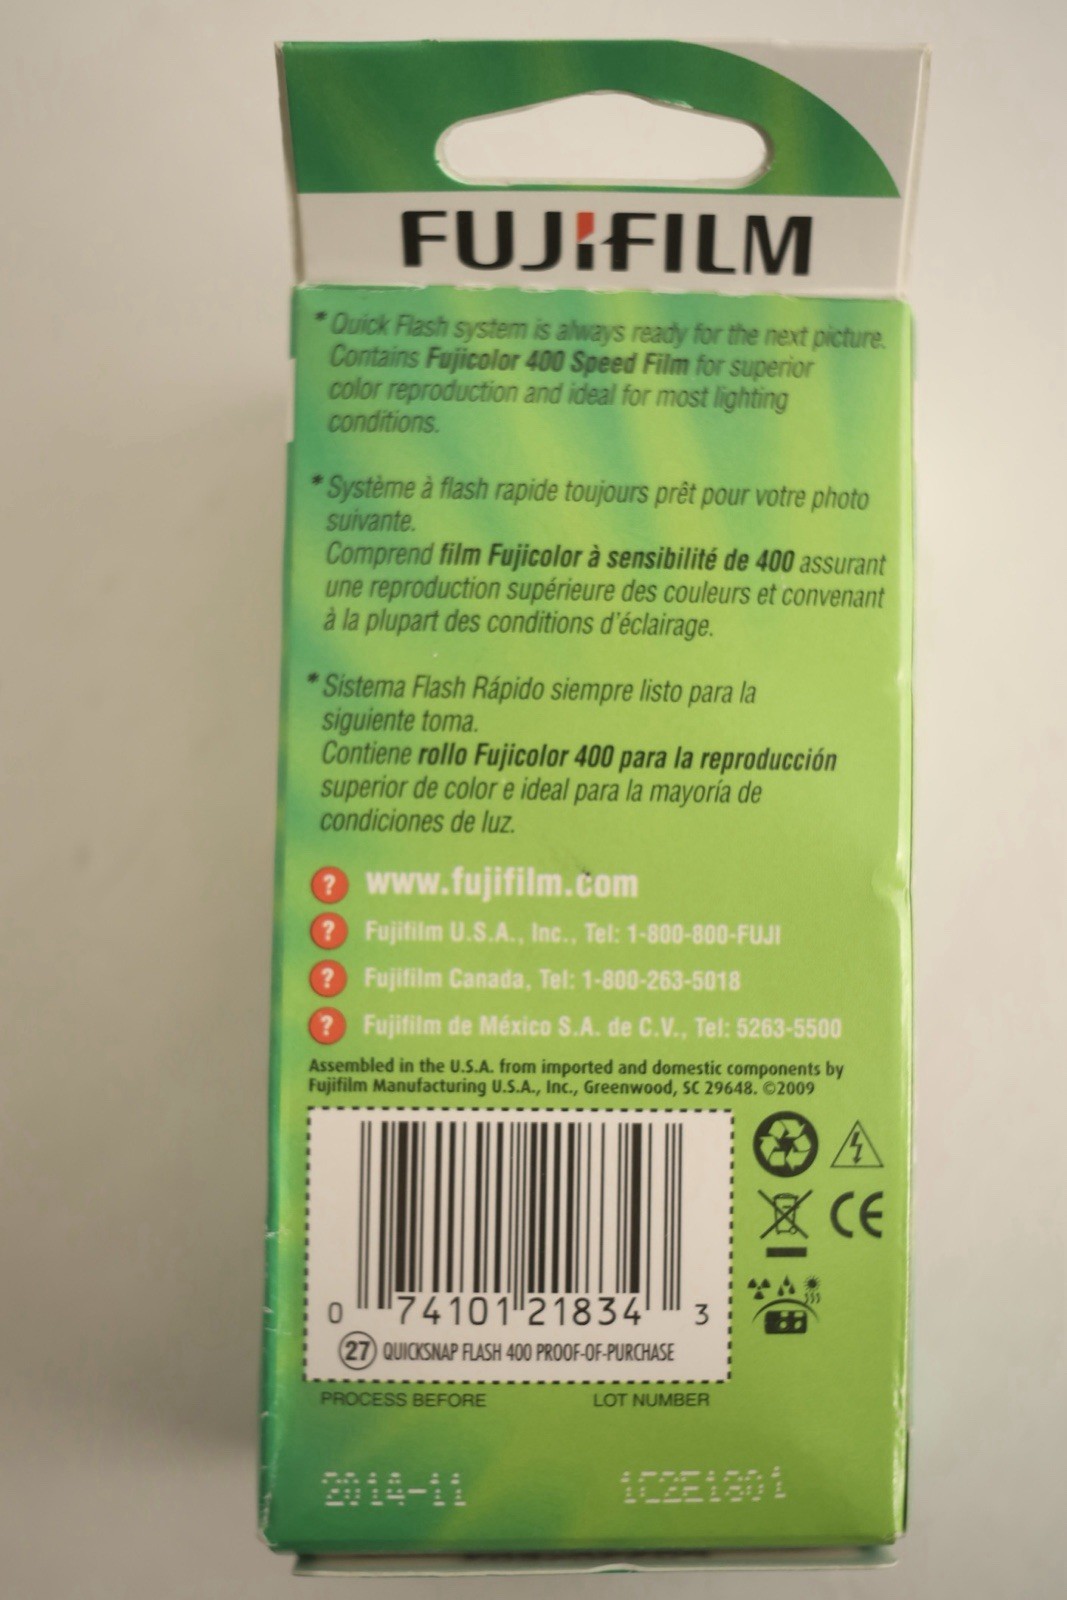 FUJIFILM
* Quick Flash system is always ready for the next picture.
Contains Fujicolor 400 Speed Film for superior
color reproduction and ideal for most lighting
conditions.
* Système à flash rapide toujours prêt pour votre photo
suivante.
Comprend film Fujicolor à sensibilité de 400 assurant
une reproduction supérieure des couleurs et convenant
à la plupart des conditions d'éclairage.
* Sistema Flash Rápido siempre listo para la
siguiente toma.
Contiene rollo Fujicolor 400 para la reproducción
superior de color e ideal para la mayoría de
condiciones de luz.
? www.fujifilm.com
? Fujifilm U.S.A., Inc., Tel: 1-800-800-FUJI
? Fujifilm Canada, Tel: 1-800-263-5018
? Fujifilm de México S.A. de C.V., Tel: 5263-5500
Assembled in the U.S.A. from imported and domestic components by
Fujifilm Manufacturing U.S.A., Inc., Greenwood, SC 29648. ©2009
0 74101 21834 3
27 QUICKSNAP FLASH 400 PROOF-OF-PURCHASE
CE
PROCESS BEFORE LOT NUMBER
2014-11